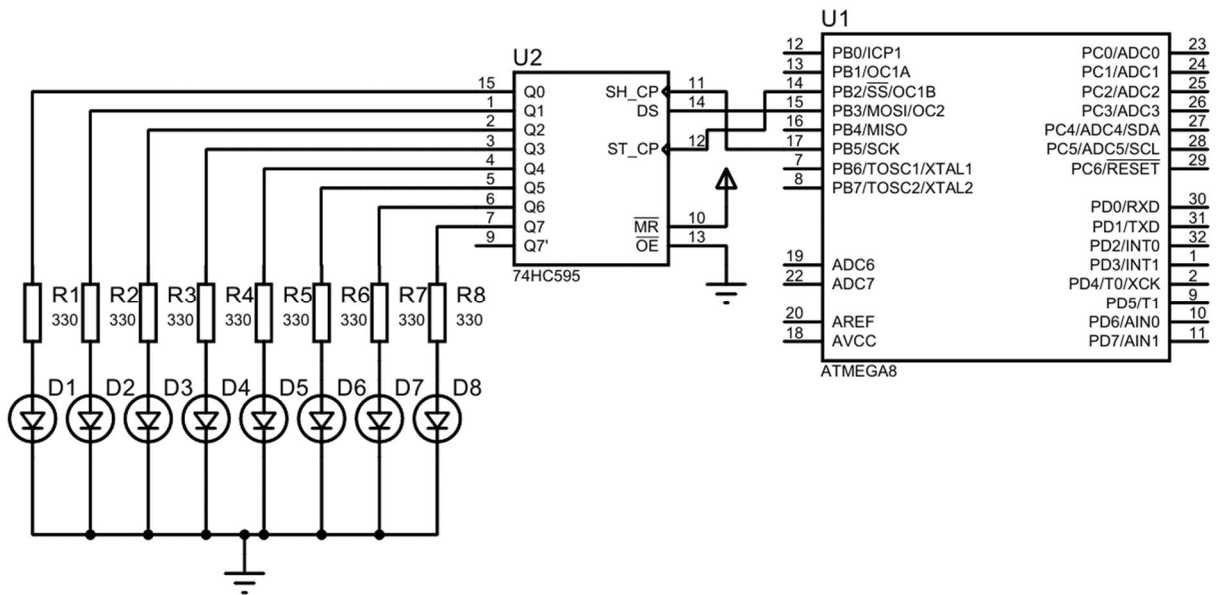 U1
U2
12 PB0/ICP1 PC0/ADC0 23
13 PB1/OC1A PC1/ADC1 24
14 PB2/SS/OC1B PC2/ADC2 25
15 PB3/MOSI/OC2 PC3/ADC3 26
16 PB4/MISO PC4/ADC4/SDA 27
17 PB5/SCK PC5/ADC5/SCL 28
7 PB6/TOSC1/XTAL1 PC6/RESET 29
8 PB7/TOSC2/XTAL2
PD0/RXD 30
PD1/TXD 31
PD2/INT0 32
19 ADC6 PD3/INT1 1
22 ADC7 PD4/T0/XCK 2
PD5/T1 9
20 AREF PD6/AIN0 10
18 AVCC PD7/AIN1 11
ATMEGA8
15 Q0 SH_CP 11
1 Q1 DS 14
2 Q2
3 Q3 ST_CP 12
4 Q4
5 Q5
6 Q6
7 Q7 MR 10
9 Q7' OE 13
74HC595
R1 R2 R3 R4 R5 R6 R7 R8
330 330 330 330 330 330 330 330
D1 D2 D3 D4 D5 D6 D7 D8